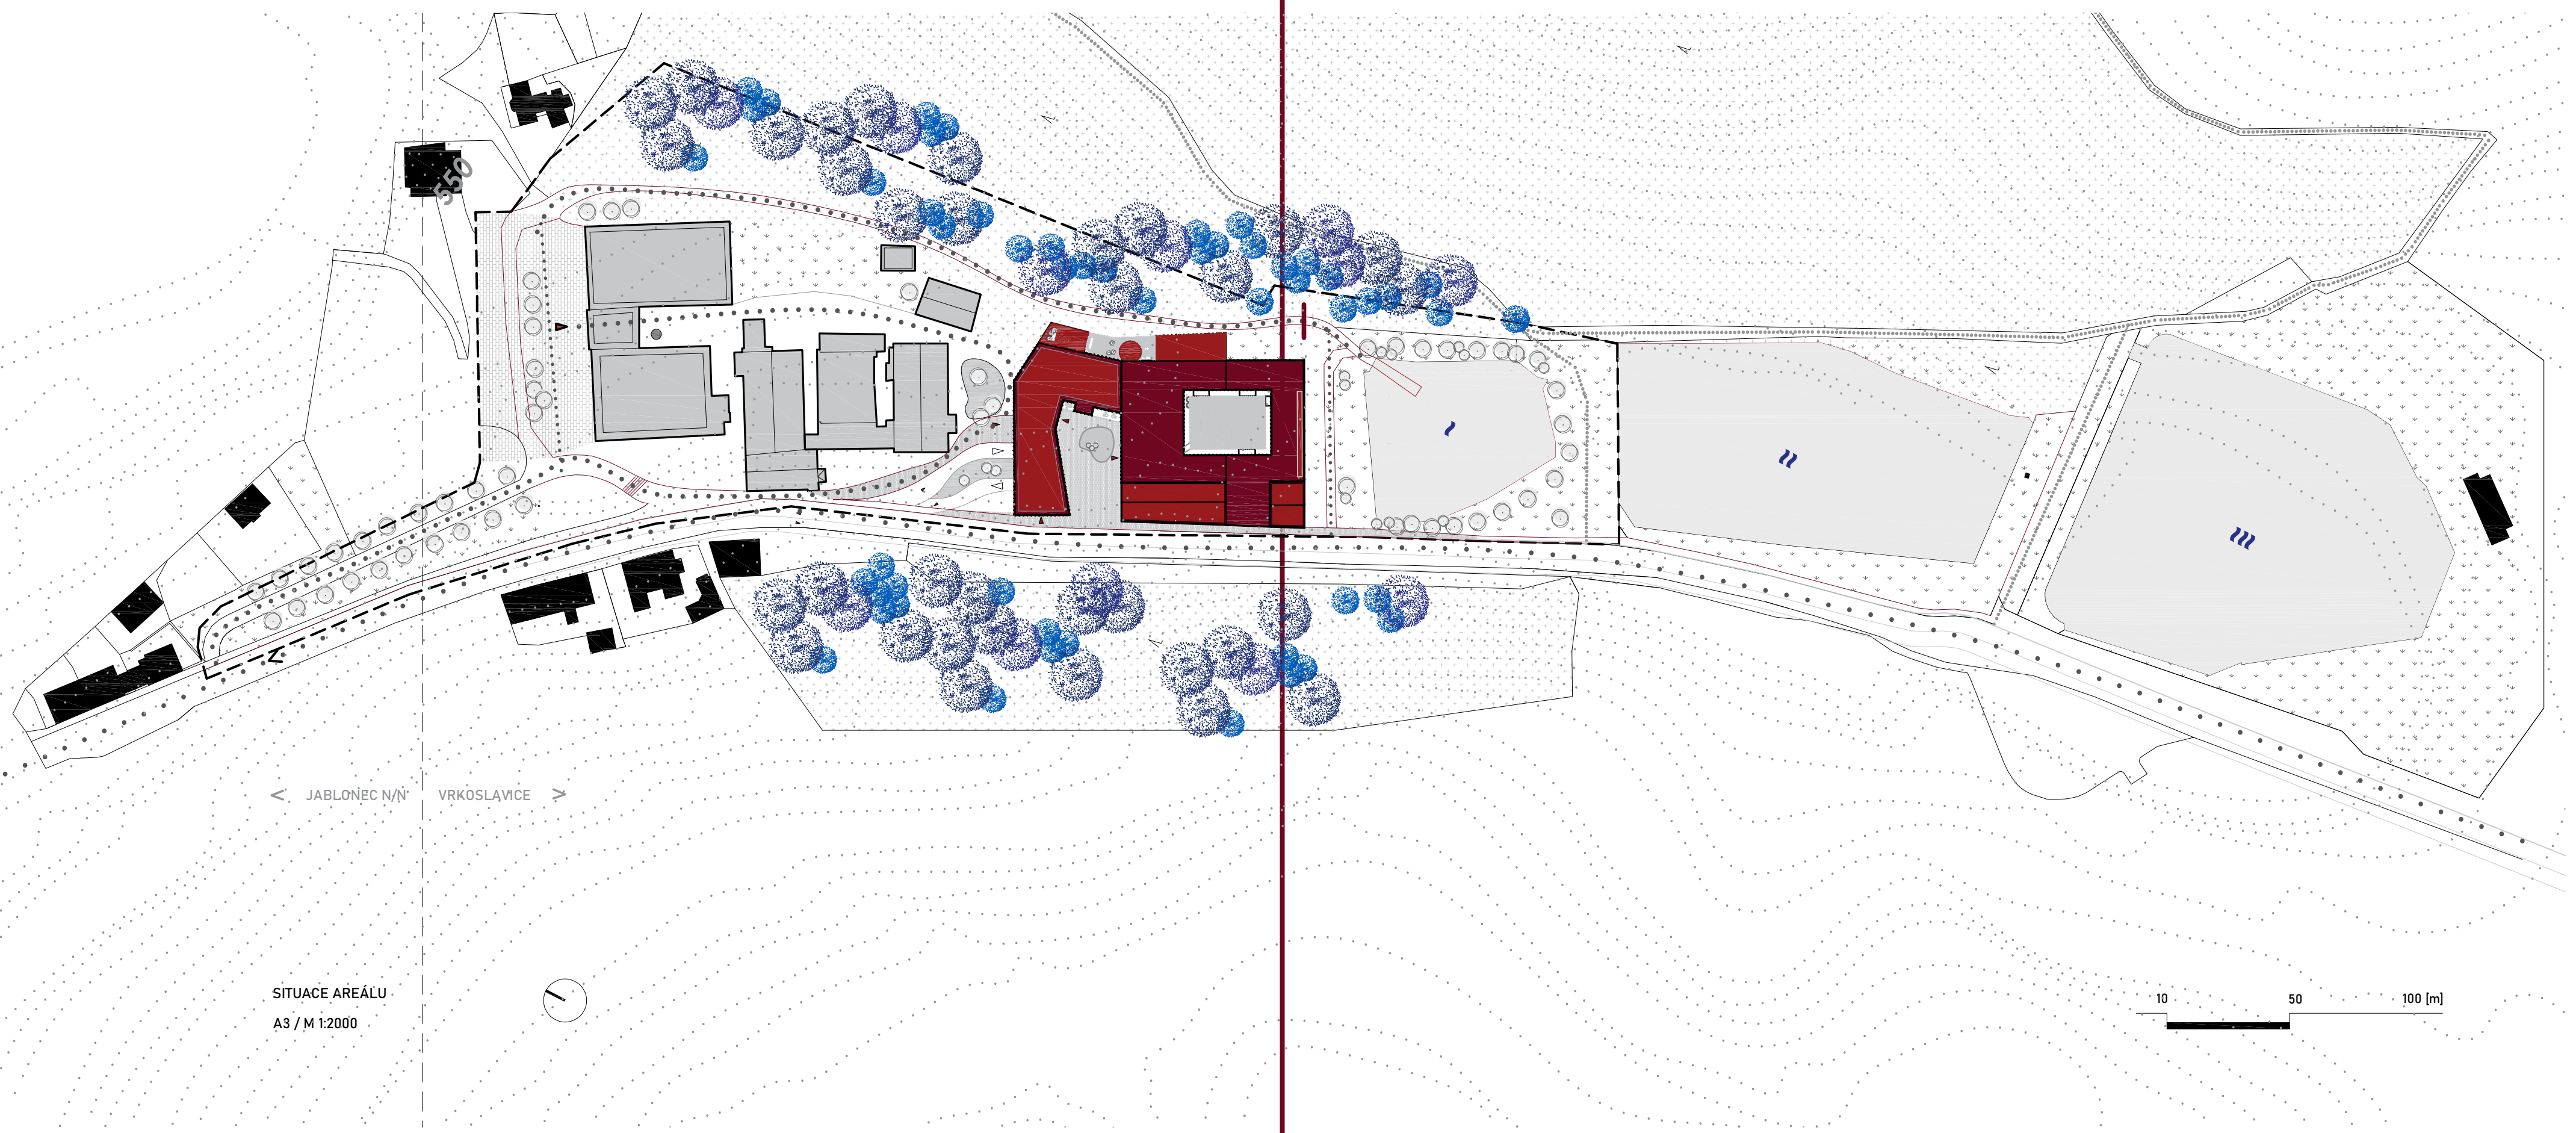 550
< JABLONEC N/N VRKOSLAVICE >
SITUACE AREÁLU
A3 / M 1:2000
10 50 100 [m]